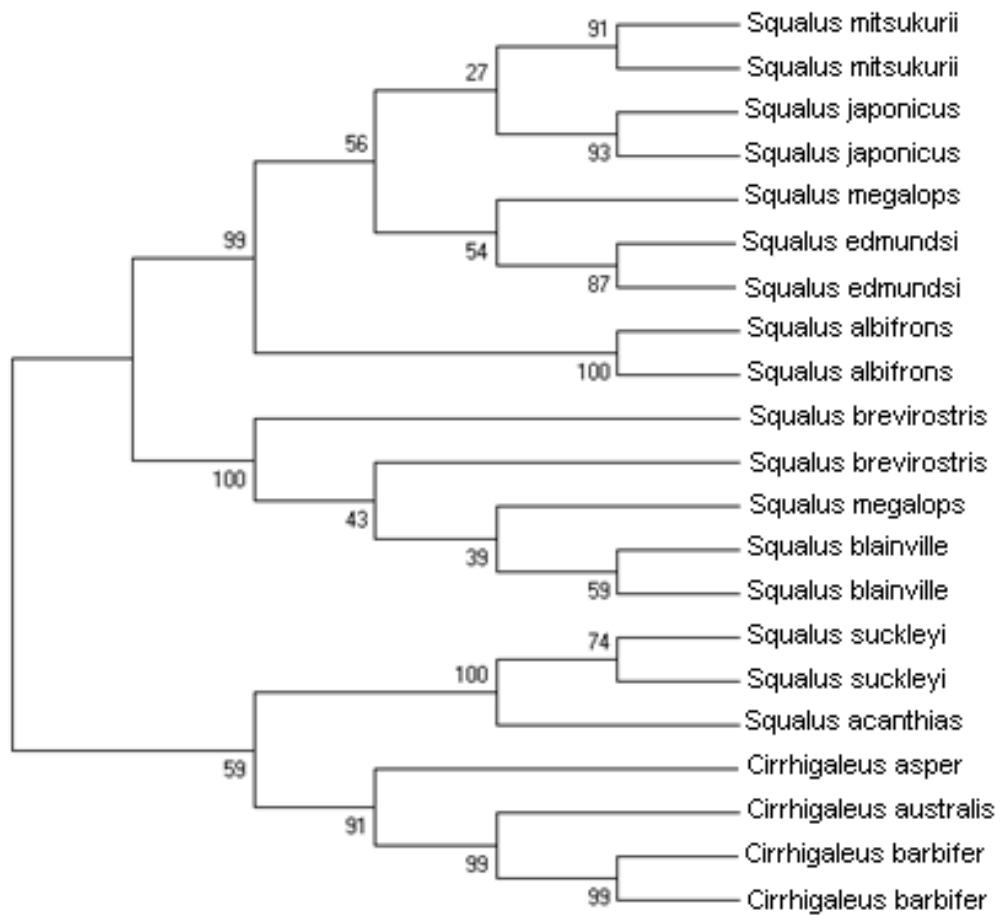 91
Squalus mitsukurii
Squalus mitsukurii
27
Squalus japonicus
93
Squalus japonicus
56
Squalus megalops
99
54
Squalus edmundsi
87
Squalus edmundsi
Squalus albifrons
100
Squalus albifrons
Squalus brevirostris
100
Squalus brevirostris
43
Squalus megalops
39
Squalus blainville
59
Squalus blainville
74
Squalus suckleyi
100
Squalus suckleyi
Squalus acanthias
59
Cirrhigaleus asper
91
Cirrhigaleus australis
99
Cirrhigaleus barbifer
99
Cirrhigaleus barbifer